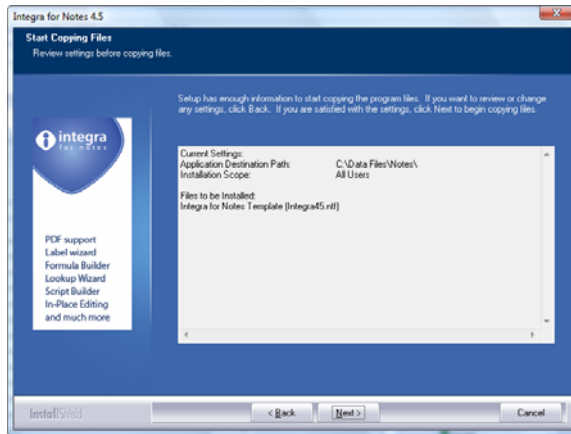 Integra for Notes 4.5
Start Copying Files
Review settings before copying files.
Setup has enough information to start copying the program files. If you want to review or change
any settings, click Back. If you are satisfied with the settings, click Next to begin copying files.
integra
for notes
Current Settings:
Application Destination Path: C:\Data Files\Notes\
Installation Scope: All Users
Files to be Installed:
Integra for Notes Template (Integra45.ntf)
PDF support
Label wizard
Formula Builder
Lookup Wizard
Script Builder
In-Place Editing
and much more
InstallShield
< Back
Next >
Cancel